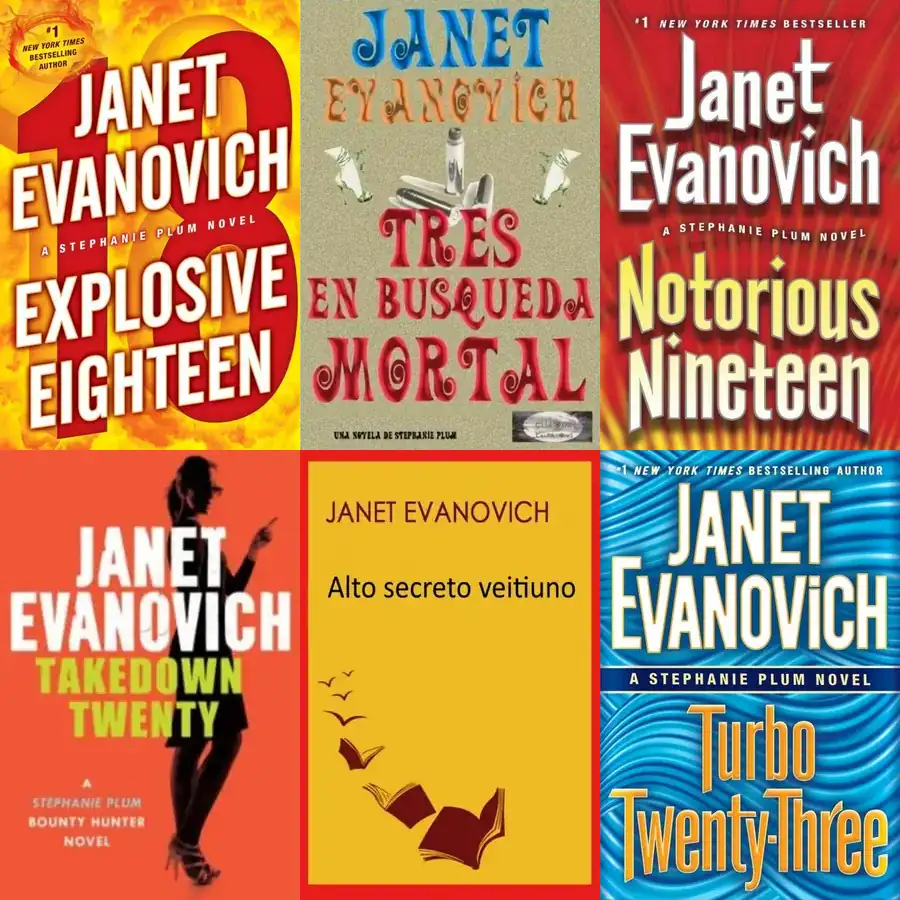 #1
NEW YORK TIMES
BESTSELLING
AUTHOR
18
JANET
EVANOVICH
A STEPHANIE PLUM NOVEL
EXPLOSIVE
EIGHTEEN
JANET
EVANOVICH
TRES
EN BUSQUEDA
MORTAL
UNA NOVELA DE STEPHANIE PLUM
#1 NEW YORK TIMES BESTSELLER
Janet
Evanovich
A STEPHANIE PLUM NOVEL
Notorious
Nineteen
JANET
EVANOVICH
TAKEDOWN
TWENTY
A
STEPHANIE PLUM
BOUNTY HUNTER
NOVEL
JANET EVANOVICH
Alto secreto veitiuno
#1 NEW YORK TIMES BESTSELLING AUTHOR
JANET
EVANOViCH
A STEPHANIE PLUM NOVEL
Turbo
Twenty-Three